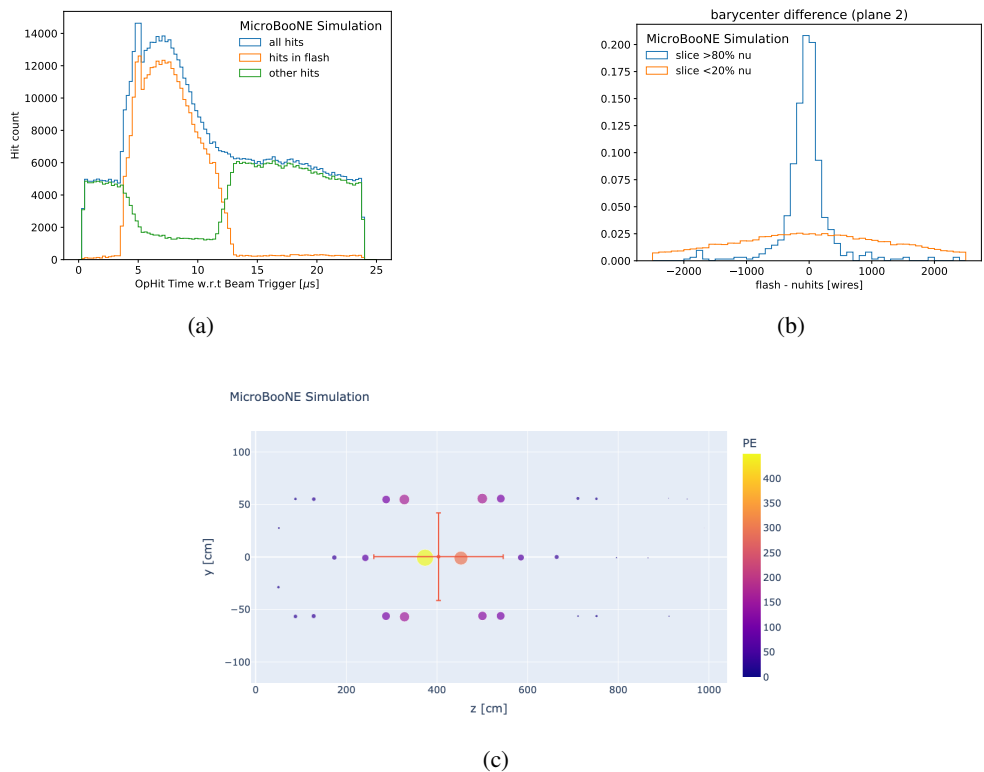 MicroBooNE Simulation
all hits
hits in flash
other hits
Hit count
14000
12000
10000
8000
6000
4000
2000
0
0 5 10 15 20 25
OpHit Time w.r.t Beam Trigger [μs]
(a)
barycenter difference (plane 2)
MicroBooNE Simulation
slice >80% nu
slice <20% nu
0.200
0.175
0.150
0.125
0.100
0.075
0.050
0.025
0.000
−2000 −1000 0 1000 2000
flash - nuhits [wires]
(b)
MicroBooNE Simulation
y [cm]
100
50
0
−50
−100
0 200 400 600 800 1000
z [cm]
PE
400
350
300
250
200
150
100
50
0
(c)